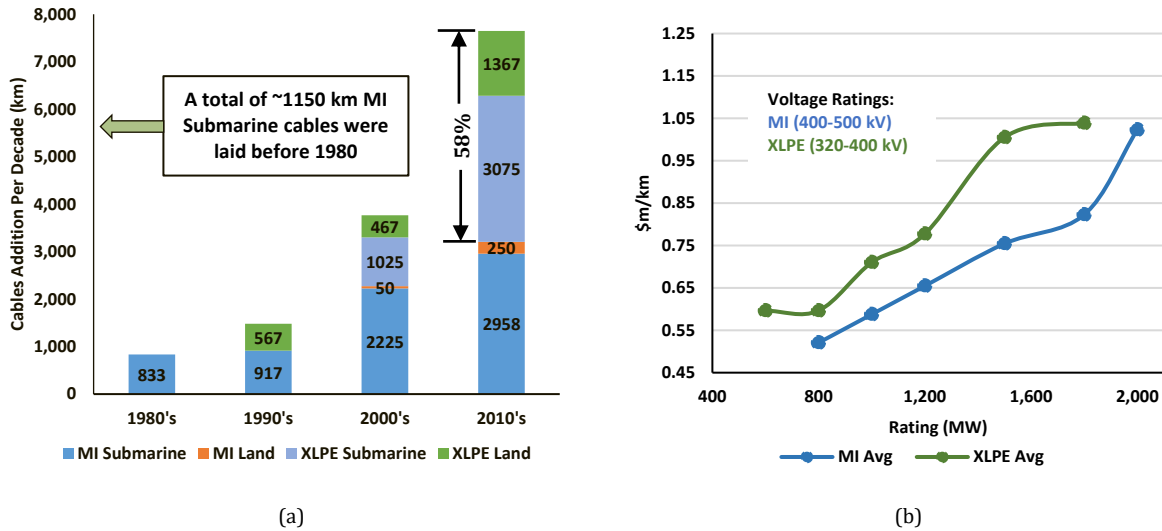 8,000
7,000
6,000
5,000
4,000
3,000
2,000
1,000
0
Cables Addition Per Decade (km)
A total of ~1150 km MI
Submarine cables were
laid before 1980
58%
833
917
567
2225
50
1025
467
2958
250
3075
1367
1980's
1990's
2000's
2010's
MI Submarine
MI Land
XLPE Submarine
XLPE Land
(a)
1.25
1.15
1.05
0.95
0.85
0.75
0.65
0.55
0.45
$m/km
Voltage Ratings:
MI (400-500 kV)
XLPE (320-400 kV)
400
800
1,200
1,600
2,000
Rating (MW)
MI Avg
XLPE Avg
(b)